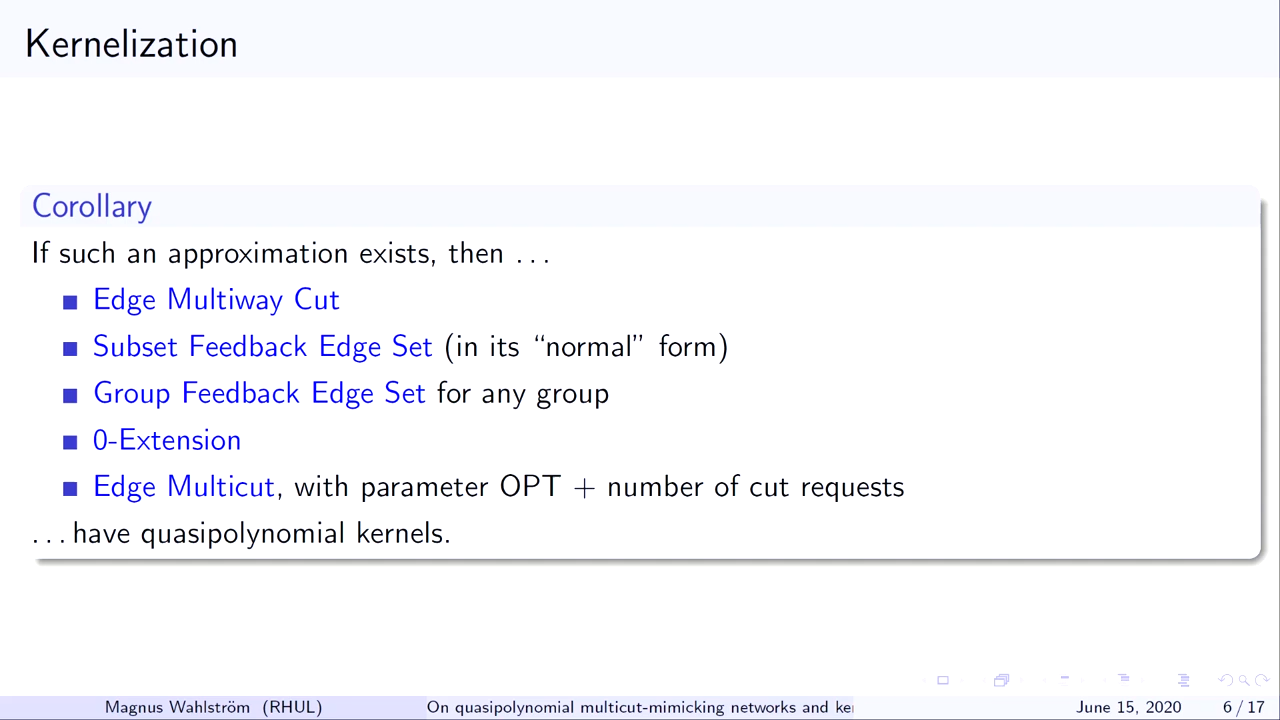 Kernelization
Corollary
If such an approximation exists, then . . .
Edge Multiway Cut
Subset Feedback Edge Set (in its “normal” form)
Group Feedback Edge Set for any group
0-Extension
Edge Multicut, with parameter OPT + number of cut requests
. . . have quasipolynomial kernels.
Magnus Wahlström (RHUL) On quasipolynomial multicut-mimicking networks and ke June 15, 2020 6 / 17